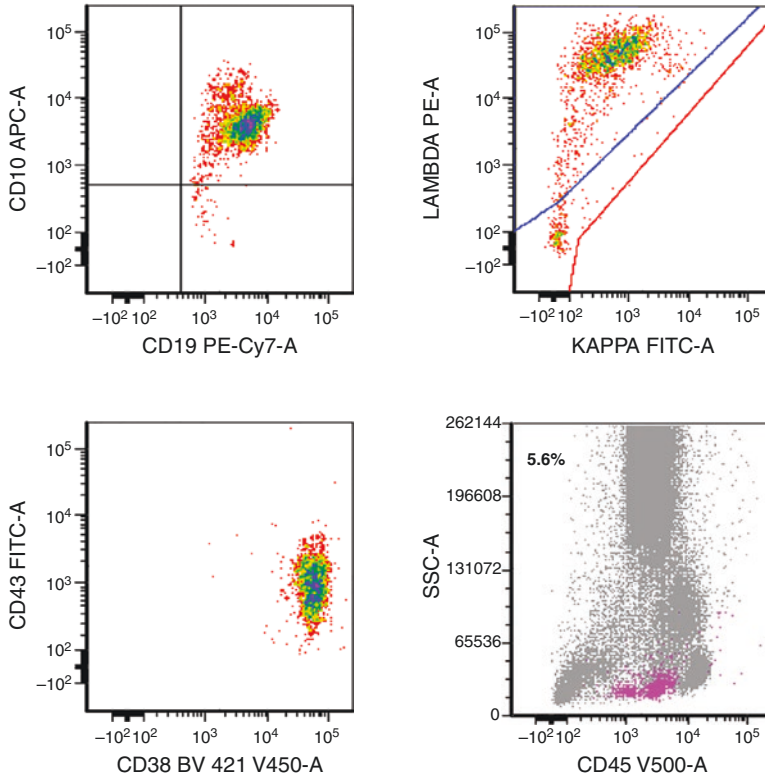 10⁵
10⁴
10³
10²
−10²
CD10 APC-A
−10² 10² 10³ 10⁴ 10⁵
CD19 PE-Cy7-A
10⁵
10⁴
10³
10²
−10²
LAMBDA PE-A
−10² 10² 10³ 10⁴ 10⁵
KAPPA FITC-A
10⁵
10⁴
10³
10²
−10²
CD43 FITC-A
−10² 10² 10³ 10⁴ 10⁵
CD38 BV 421 V450-A
262144
196608
131072
65536
0
SSC-A
5.6%
−10² 10² 10³ 10⁴ 10⁵
CD45 V500-A